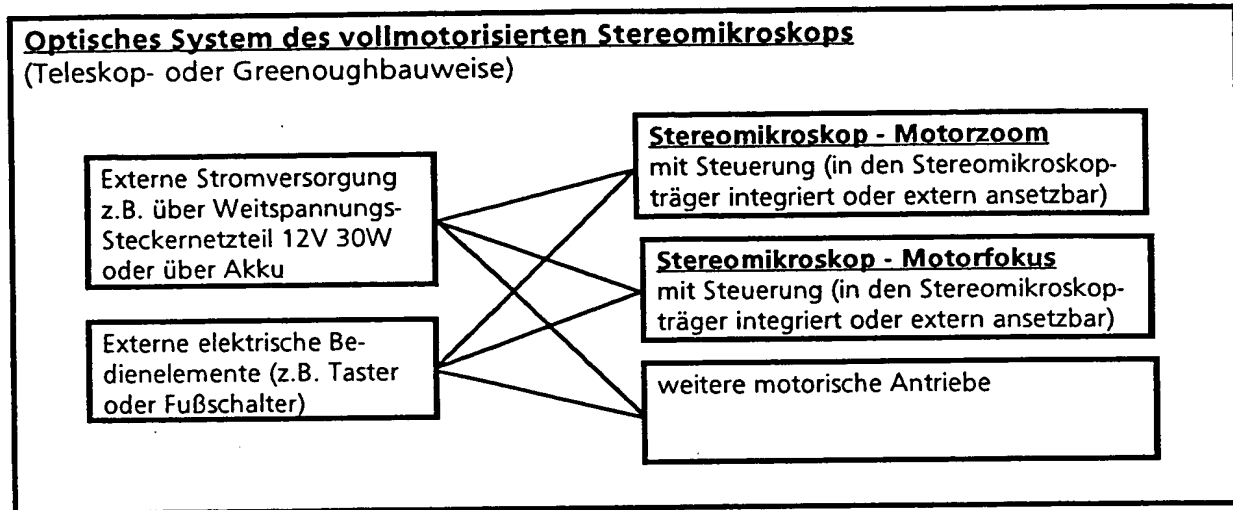 Optisches System des vollmotorisierten Stereomikroskops
(Teleskop- oder Greenoughbauweise)
Externe Stromversorgung
z.B. über Weitspannungs-
Steckernetzteil 12V 30W
oder über Akku
Externe elektrische Be-
dienelemente (z.B. Taster
oder Fußschalter)
Stereomikroskop - Motorzoom
mit Steuerung (in den Stereomikroskop-
träger integriert oder extern ansetzbar)
Stereomikroskop - Motorfokus
mit Steuerung (in den Stereomikroskop-
träger integriert oder extern ansetzbar)
weitere motorische Antriebe